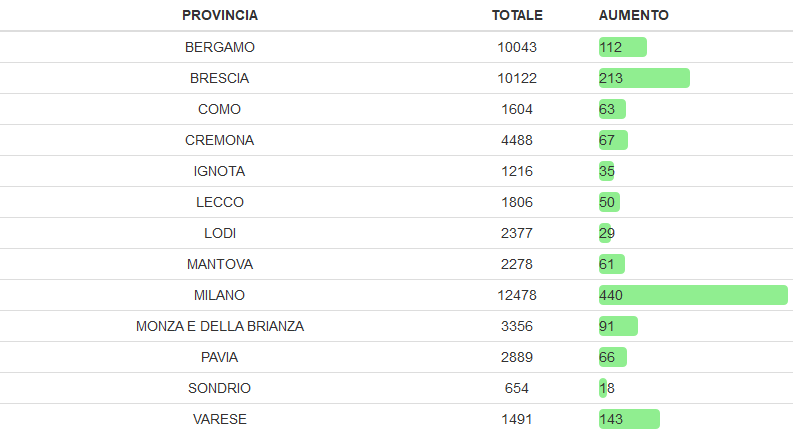 PROVINCIA TOTALE AUMENTO
BERGAMO 10043 112
BRESCIA 10122 213
COMO 1604 63
CREMONA 4488 67
IGNOTA 1216 35
LECCO 1806 50
LODI 2377 29
MANTOVA 2278 61
MILANO 12478 440
MONZA E DELLA BRIANZA 3356 91
PAVIA 2889 66
SONDRIO 654 18
VARESE 1491 143